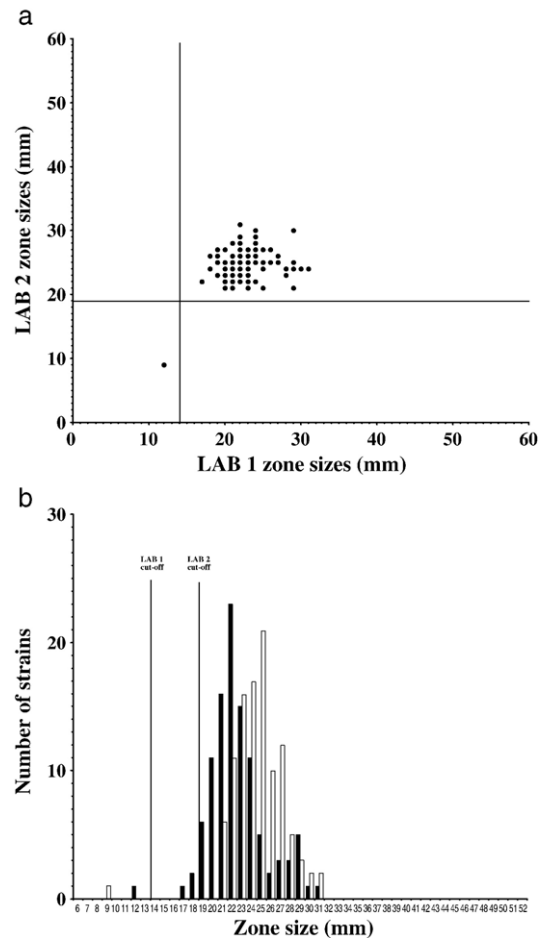 a
60
50
40
30
20
10
0
LAB 2 zone sizes (mm)
0 10 20 30 40 50 60
LAB 1 zone sizes (mm)
b
30
20
10
0
Number of strains
LAB 1 LAB 2
cut-off cut-off
6 7 8 9 10 11 12 13 14 15 16 17 18 19 20 21 22 23 24 25 26 27 28 29 30 31 32 33 34 35 36 37 38 39 40 41 42 43 44 45 46 47 48 49 50 51 52
Zone size (mm)